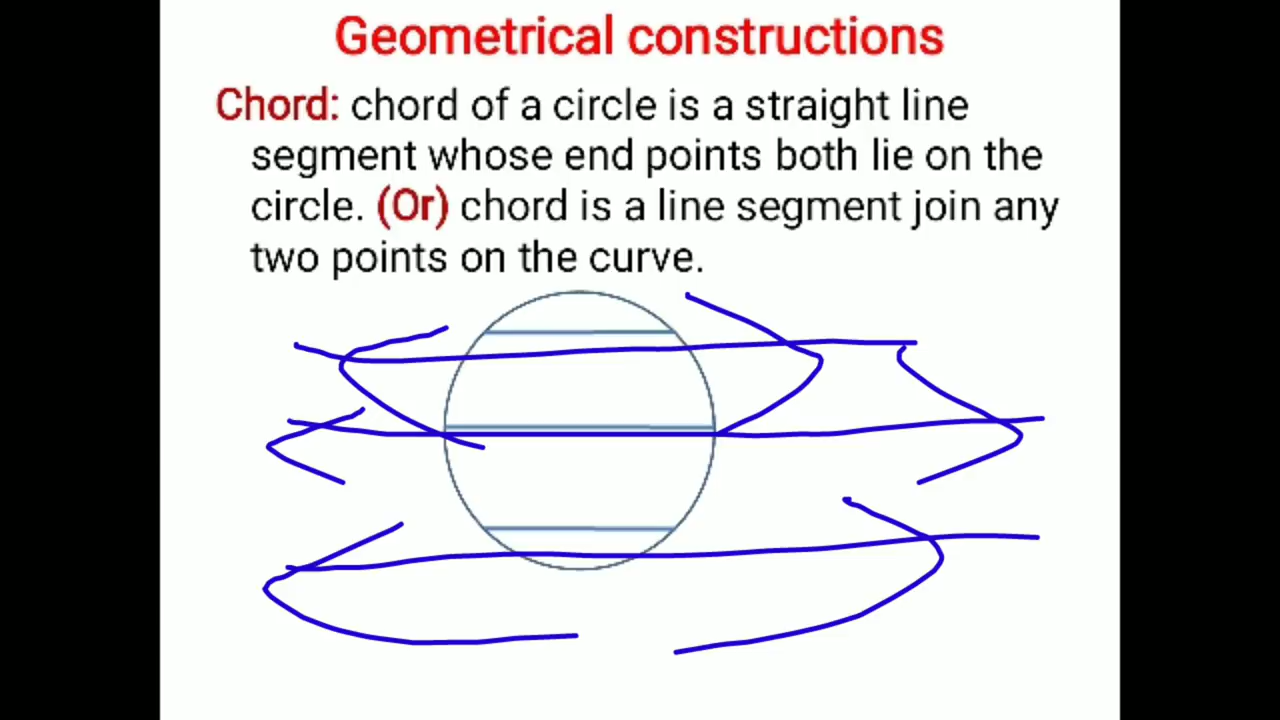 Geometrical constructions
Chord: chord of a circle is a straight line
segment whose end points both lie on the
circle. (Or) chord is a line segment join any
two points on the curve.